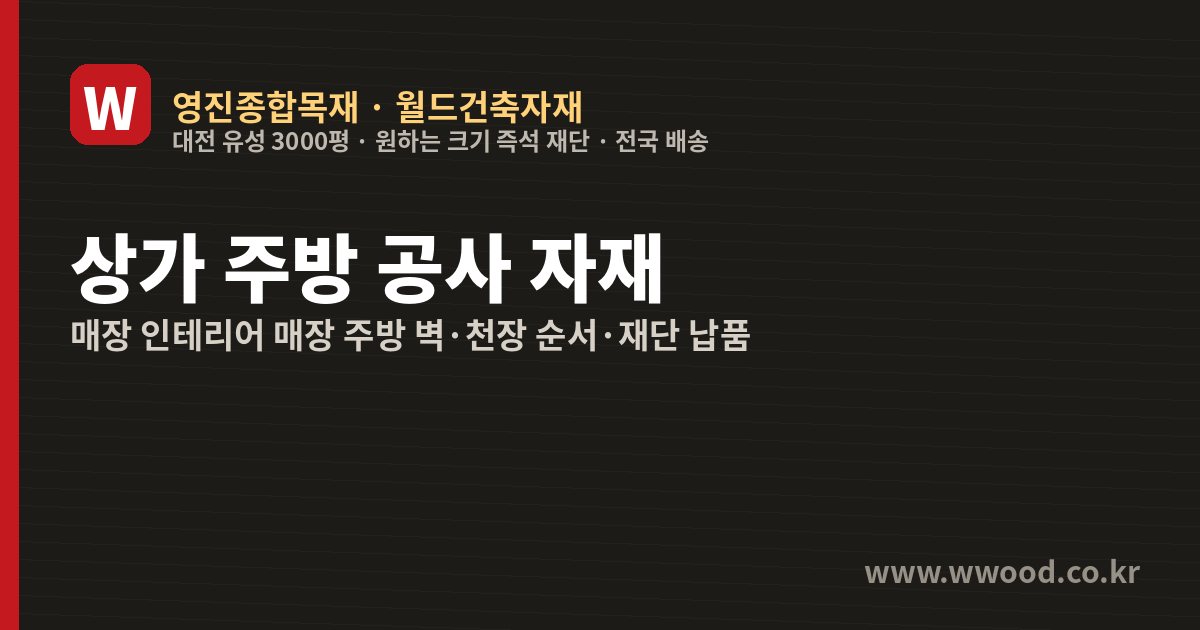 W
영진종합목재 · 월드건축자재
대전 유성 3000평 · 원하는 크기 즉석 재단 · 전국 배송
상가 주방 공사 자재
매장 인테리어 매장 주방 벽·천장 순서·재단 납품
www.wwood.co.kr